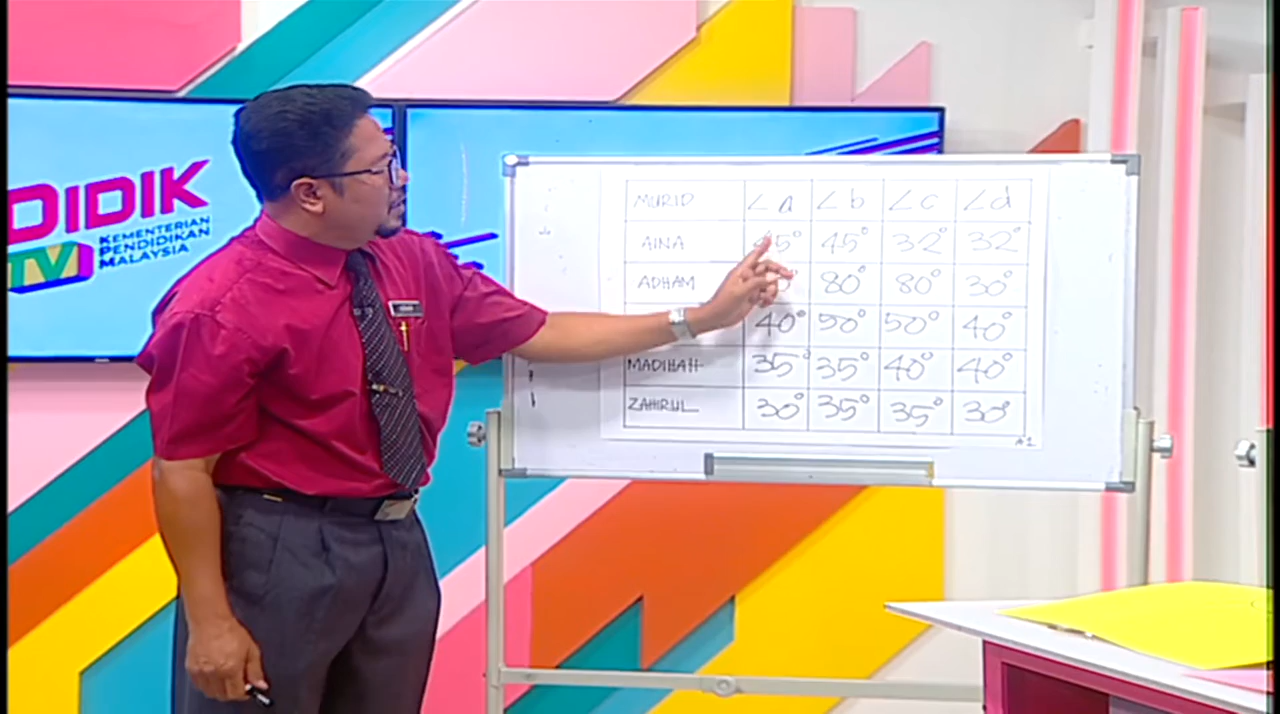 DIDIK
TV
KEMENTERIAN
PENDIDIKAN
MALAYSIA
MURID ∠a ∠b ∠c ∠d
AINA 45° 32° 32°
ADHAM 80° 80° 30°
40° 50° 50° 40°
MADIHAH 35° 35° 40° 40°
ZAHIRUL 30° 35° 35° 30°